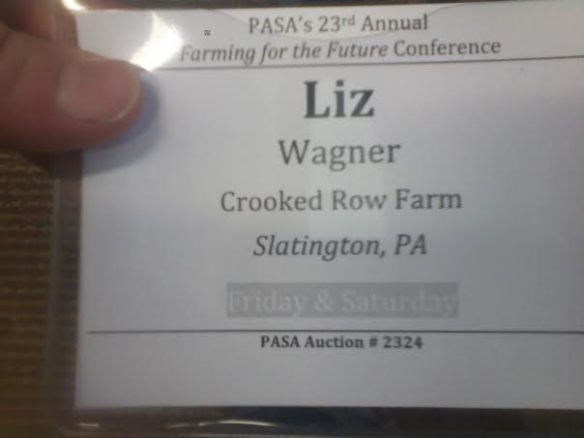 PASA's 23rd Annual
Farming for the Future Conference
Liz
Wagner
Crooked Row Farm
Slatington, PA
Friday & Saturday
PASA Auction # 2324